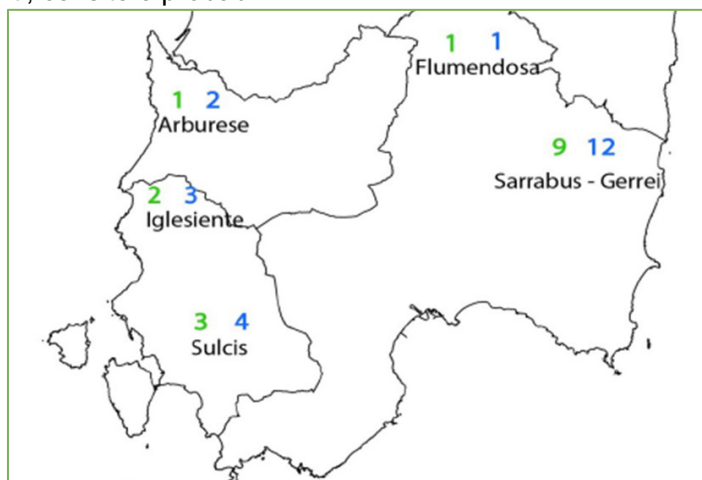 1 1
Flumendosa
1 2
Arburese
9 12
Sarrabus - Gerrei
2 3
Iglesiente
3 4
Sulcis